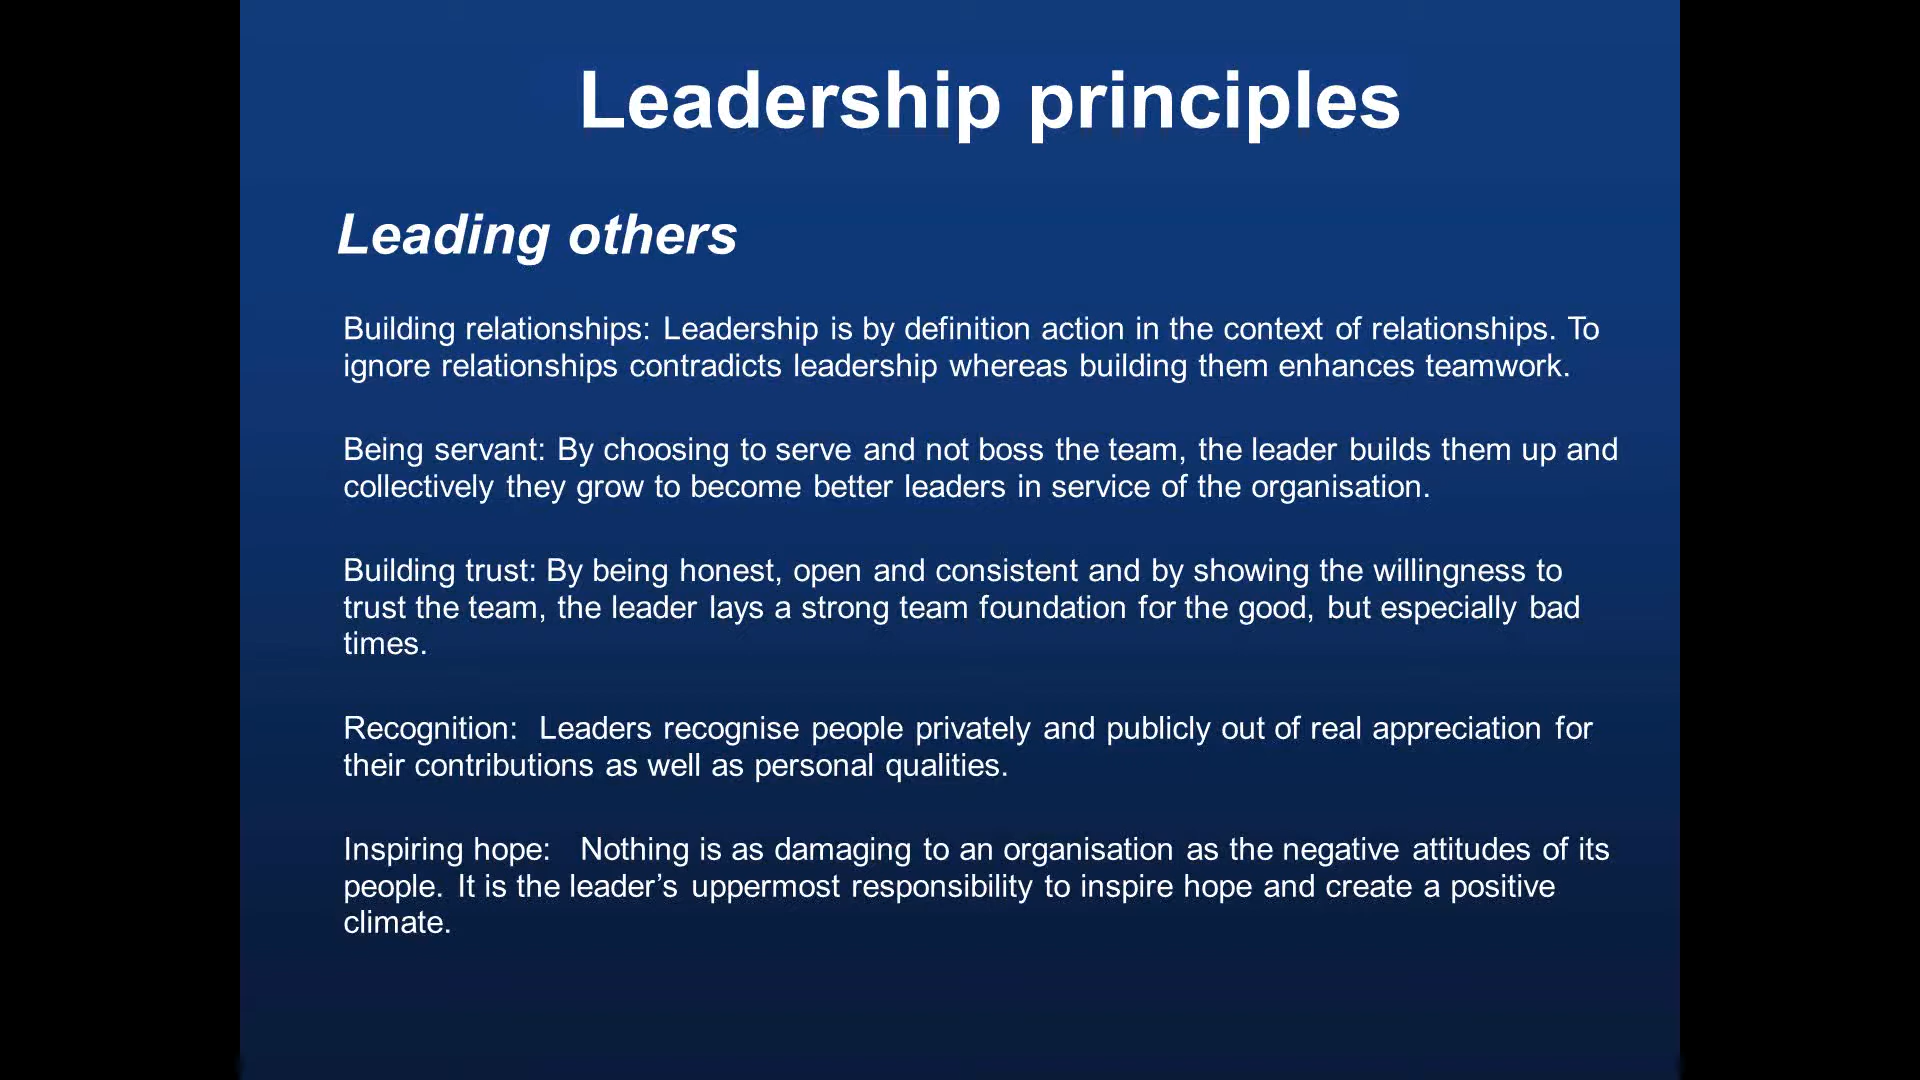 Leadership principles
Leading others
Building relationships: Leadership is by definition action in the context of relationships. To
ignore relationships contradicts leadership whereas building them enhances teamwork.
Being servant: By choosing to serve and not boss the team, the leader builds them up and
collectively they grow to become better leaders in service of the organisation.
Building trust: By being honest, open and consistent and by showing the willingness to
trust the team, the leader lays a strong team foundation for the good, but especially bad
times.
Recognition:  Leaders recognise people privately and publicly out of real appreciation for
their contributions as well as personal qualities.
Inspiring hope:   Nothing is as damaging to an organisation as the negative attitudes of its
people.  It is the leader’s uppermost responsibility to inspire hope and create a positive
climate.